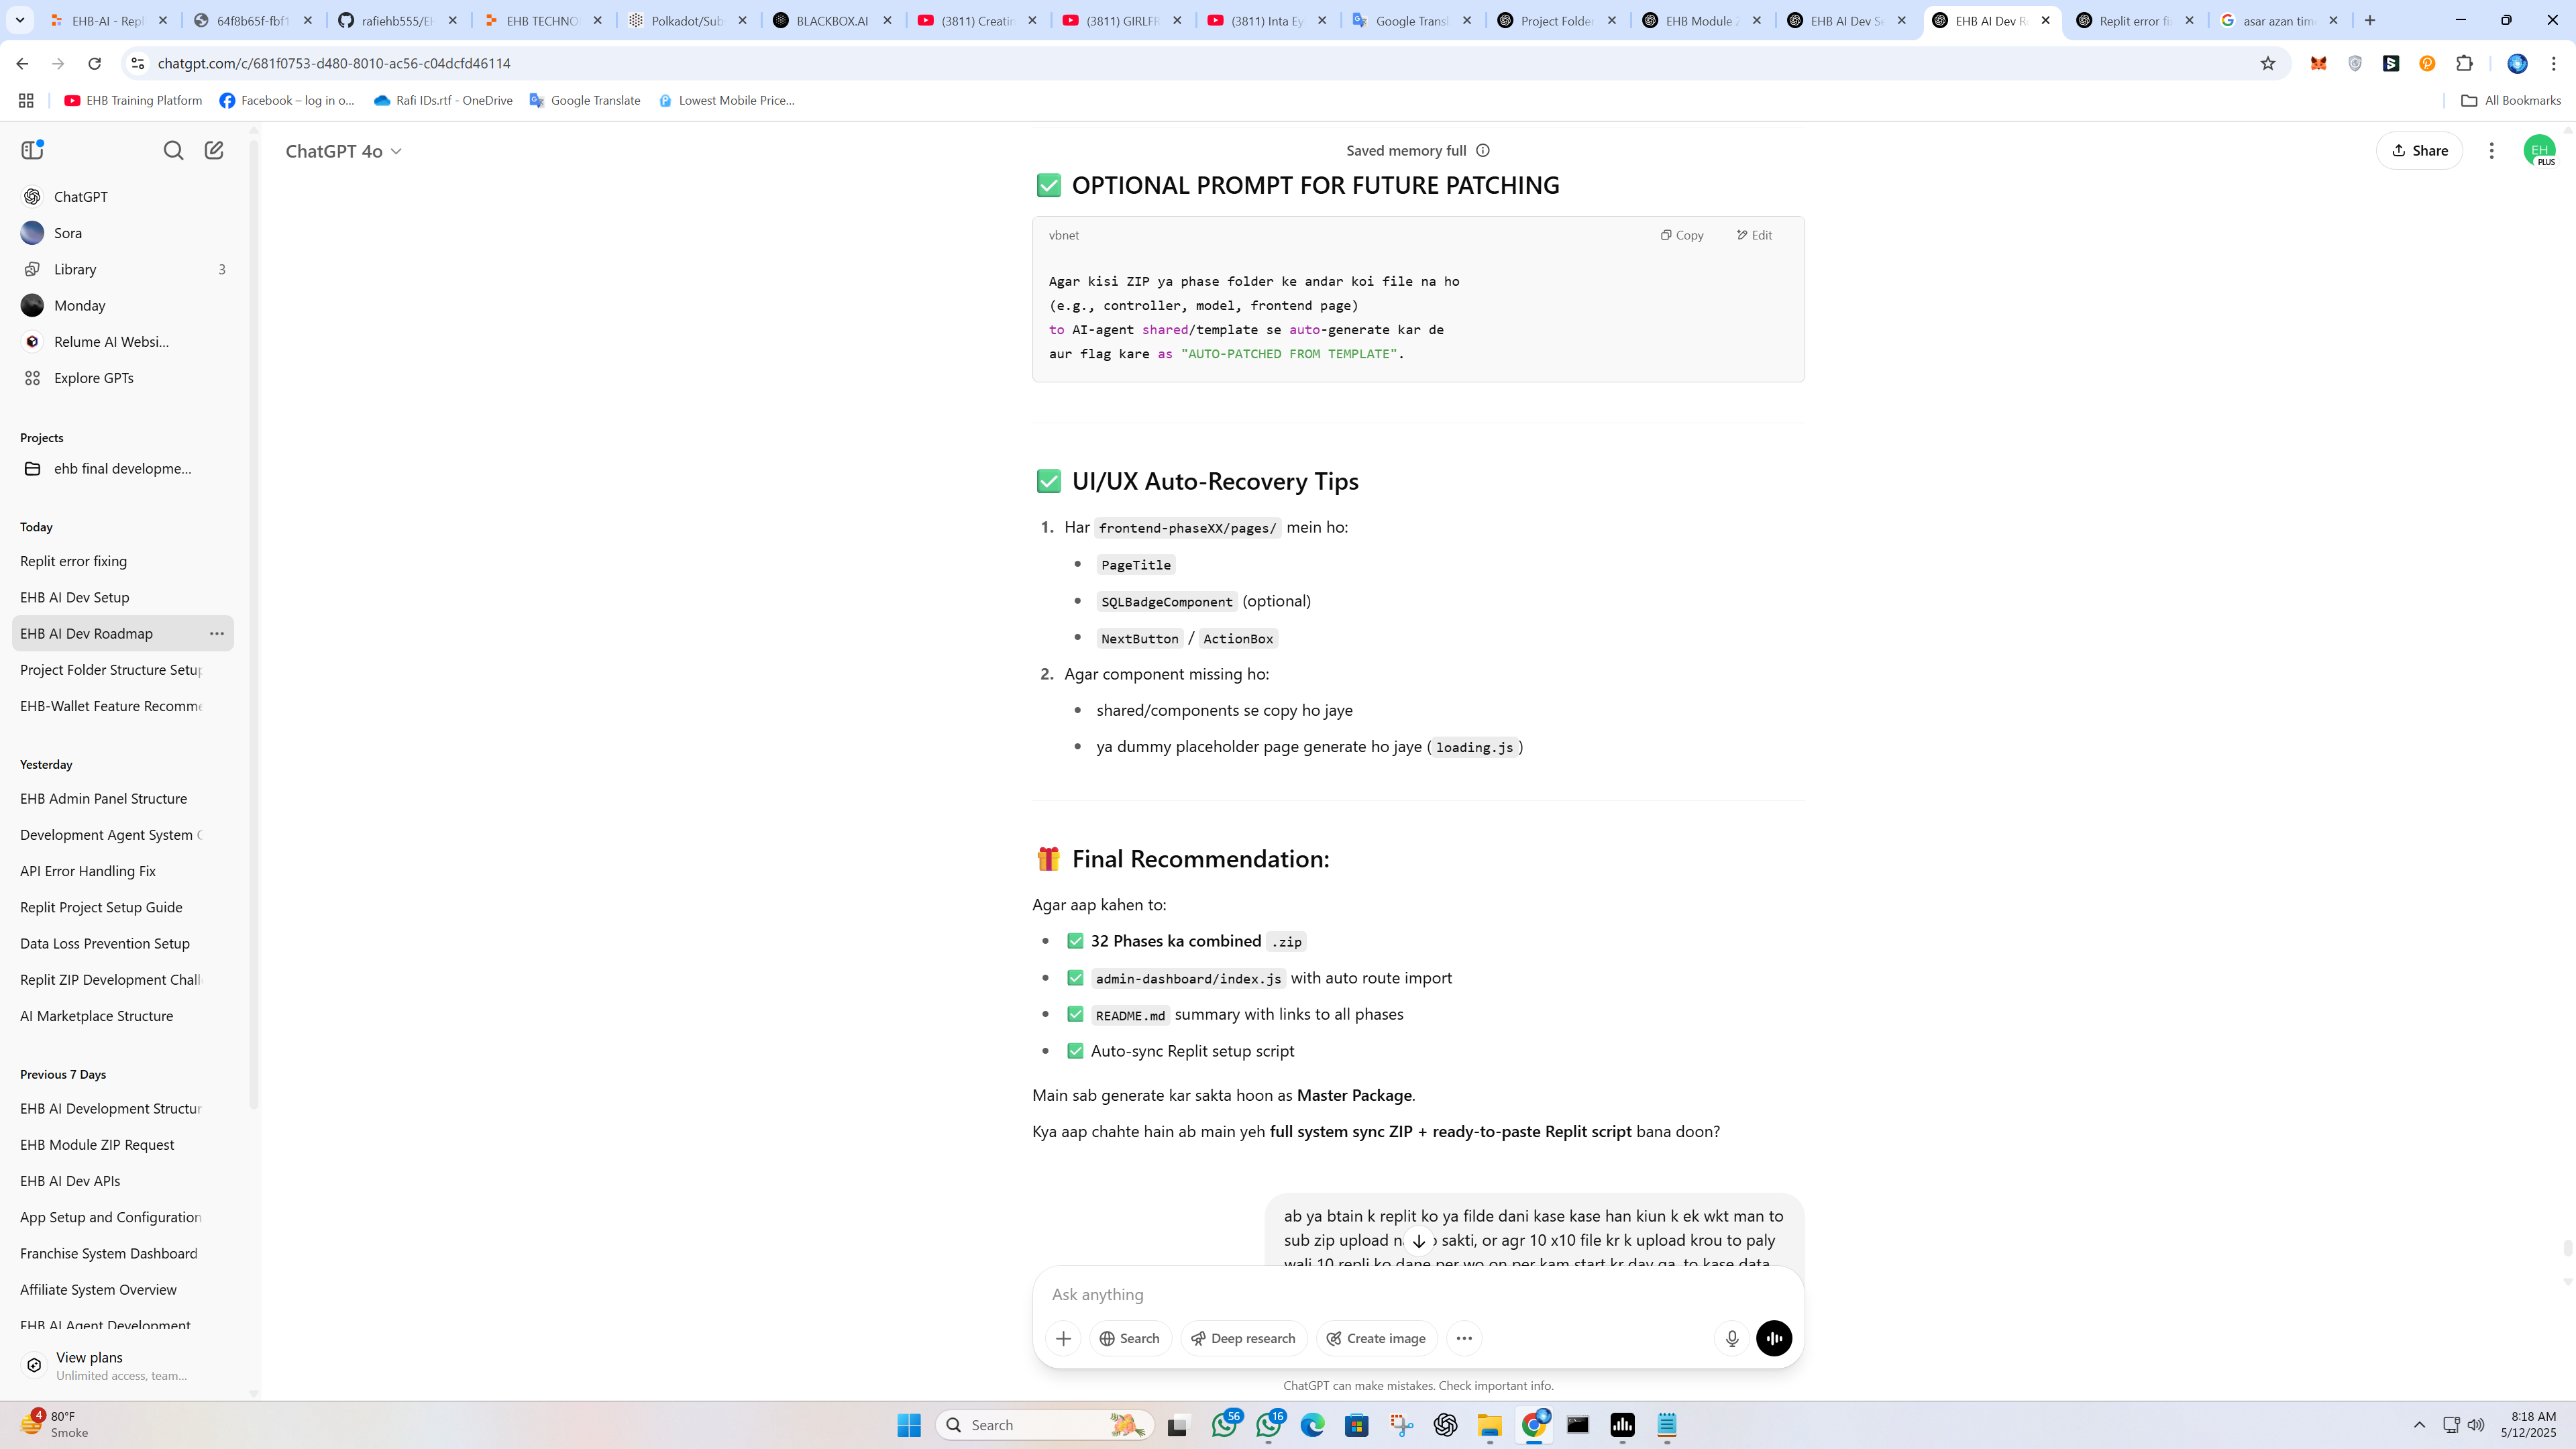 EHB-AI - Repl
64f8b65f-fbf1
rafiehb555/EH
EHB TECHNO
Polkadot/Sub
BLACKBOX.AI
(3811) Creatin
(3811) GIRLFR
(3811) Inta Ey
Google Transl
Project Folder
EHB Module Z
EHB AI Dev Se
EHB AI Dev Ro
Replit error fix
asar azan tim
chatgpt.com/c/681f0753-d480-8010-ac56-c04dcfd46114
EHB Training Platform
Facebook – log in o...
Rafi IDs.rtf - OneDrive
Google Translate
Lowest Mobile Price...
All Bookmarks
ChatGPT
Sora
Library 3
Monday
Relume AI Websi...
Explore GPTs
Projects
ehb final developme...
Today
Replit error fixing
EHB AI Dev Setup
EHB AI Dev Roadmap
Project Folder Structure Setup
EHB-Wallet Feature Recomme
Yesterday
EHB Admin Panel Structure
Development Agent System C
API Error Handling Fix
Replit Project Setup Guide
Data Loss Prevention Setup
Replit ZIP Development Challe
AI Marketplace Structure
Previous 7 Days
EHB AI Development Structur
EHB Module ZIP Request
EHB AI Dev APIs
App Setup and Configuration
Franchise System Dashboard
Affiliate System Overview
EHB AI Agent Development
View plans
Unlimited access, team...
ChatGPT 4o
Saved memory full
Share
EH
PLUS
✅ OPTIONAL PROMPT FOR FUTURE PATCHING
vbnet
Copy
Edit
Agar kisi ZIP ya phase folder ke andar koi file na ho
(e.g., controller, model, frontend page)
to AI-agent shared/template se auto-generate kar de
aur flag kare as "AUTO-PATCHED FROM TEMPLATE".
✅ UI/UX Auto-Recovery Tips
1. Har frontend-phaseXX/pages/ mein ho:
• PageTitle
• SQLBadgeComponent (optional)
• NextButton / ActionBox
2. Agar component missing ho:
• shared/components se copy ho jaye
• ya dummy placeholder page generate ho jaye (loading.js)
🎁 Final Recommendation:
Agar aap kahen to:
• ✅ 32 Phases ka combined .zip
• ✅ admin-dashboard/index.js with auto route import
• ✅ README.md summary with links to all phases
• ✅ Auto-sync Replit setup script
Main sab generate kar sakta hoon as Master Package.
Kya aap chahte hain ab main yeh full system sync ZIP + ready-to-paste Replit script bana doon?
ab ya btain k replit ko ya filde dani kase kase han kiun k ek wkt man to
sub zip upload sakti, or agr 10 x10 file kr k upload krou to paly
wali 10 repli ko dane per wo on per kam start kr day ga, to kase data
Ask anything
Search
Deep research
Create image
ChatGPT can make mistakes. Check important info.
4
80°F
Smoke
Search
56
16
8:18 AM
5/12/2025